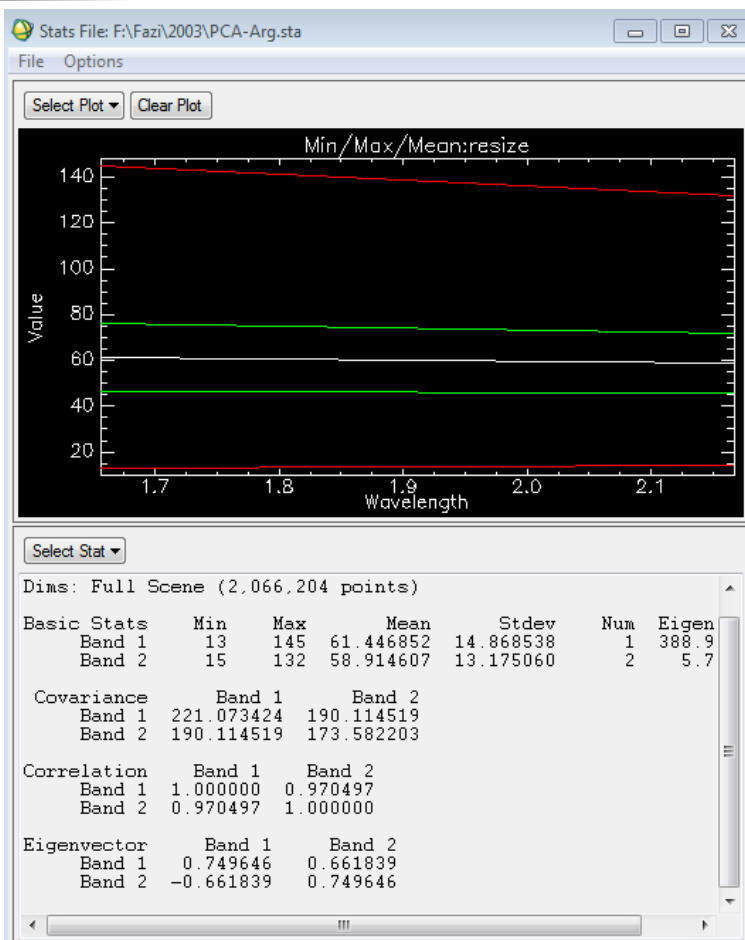 Stats File: F:\Fazi\2003\PCA-Arg.sta
File Options
Select Plot Clear Plot
Min/Max/Mean:resize
140
120
100
80
60
40
20
Value
1.7 1.8 1.9 2.0 2.1
Wavelength
Select Stat
Dims: Full Scene (2,066,204 points)
Basic Stats Min Max Mean Stdev Num Eigen
Band 1 13 145 61.446852 14.868538 1 388.9
Band 2 15 132 58.914607 13.175060 2 5.7
Covariance Band 1 Band 2
Band 1 221.073424 190.114519
Band 2 190.114519 173.582203
Correlation Band 1 Band 2
Band 1 1.000000 0.970497
Band 2 0.970497 1.000000
Eigenvector Band 1 Band 2
Band 1 0.749646 0.661839
Band 2 -0.661839 0.749646